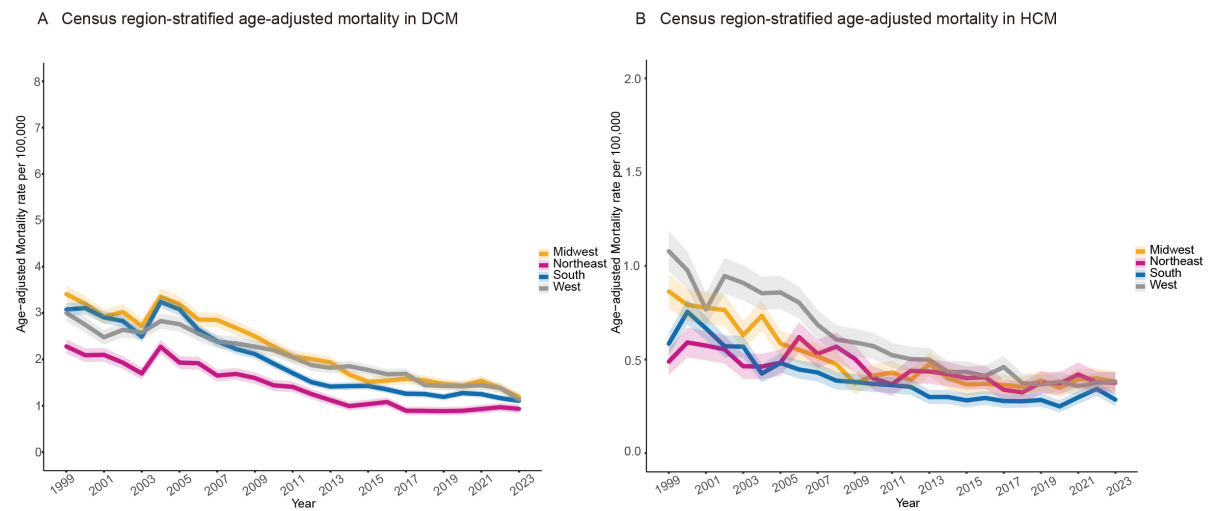 A Census region-stratified age-adjusted mortality in DCM
Age-adjusted Mortality rate per 100,000
8
7
6
5
4
3
2
1
0
1999 2001 2003 2005 2007 2009 2011 2013 2015 2017 2019 2021 2023
Year
Midwest
Northeast
South
West
B Census region-stratified age-adjusted mortality in HCM
Age-adjusted Mortality rate per 100,000
2.0
1.5
1.0
0.5
0.0
1999 2001 2003 2005 2007 2009 2011 2013 2015 2017 2019 2021 2023
Year
Midwest
Northeast
South
West